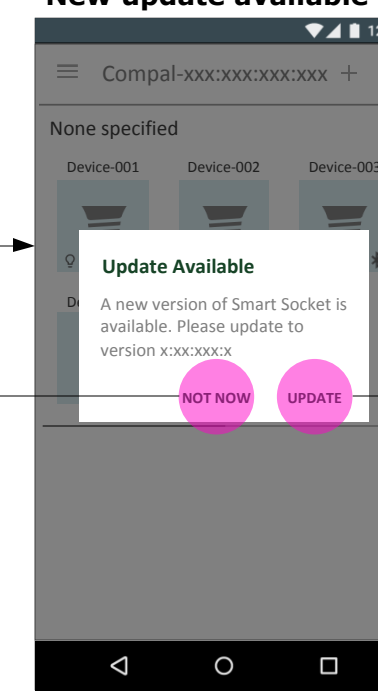 New update available
12
Compal-xxx:xxx:xxx:xxx +
None specified
Device-001 Device-002 Device-003
Update Available
A new version of Smart Socket is
available. Please update to
version x:xx:xxx:x
NOT NOW UPDATE